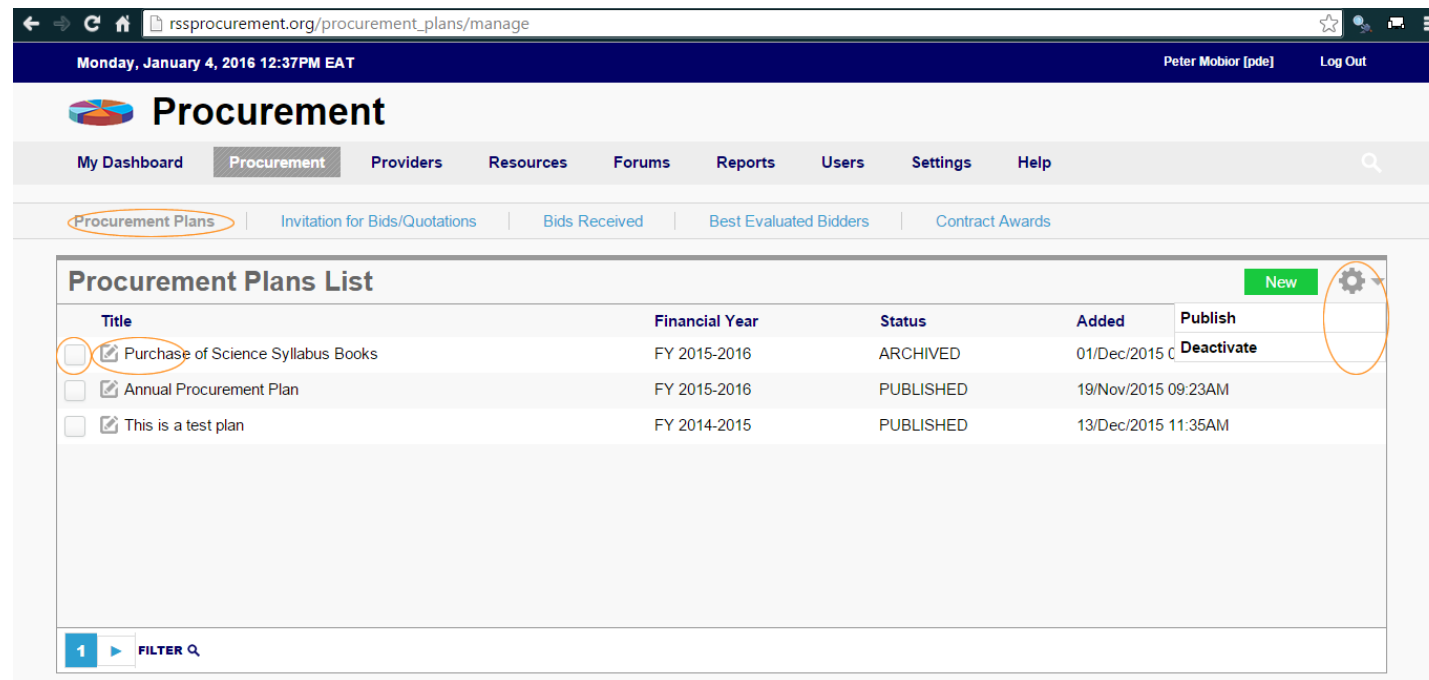 rssprocurement.org/procurement_plans/manage
Monday, January 4, 2016 12:37PM EAT Peter Mobior [pde] Log Out
Procurement
My Dashboard Procurement Providers Resources Forums Reports Users Settings Help
Procurement Plans Invitation for Bids/Quotations Bids Received Best Evaluated Bidders Contract Awards
Procurement Plans List New
Title Financial Year Status Added Publish
Purchase of Science Syllabus Books FY 2015-2016 ARCHIVED 01/Dec/2015 0 Deactivate
Annual Procurement Plan FY 2015-2016 PUBLISHED 19/Nov/2015 09:23AM
This is a test plan FY 2014-2015 PUBLISHED 13/Dec/2015 11:35AM
1 FILTER